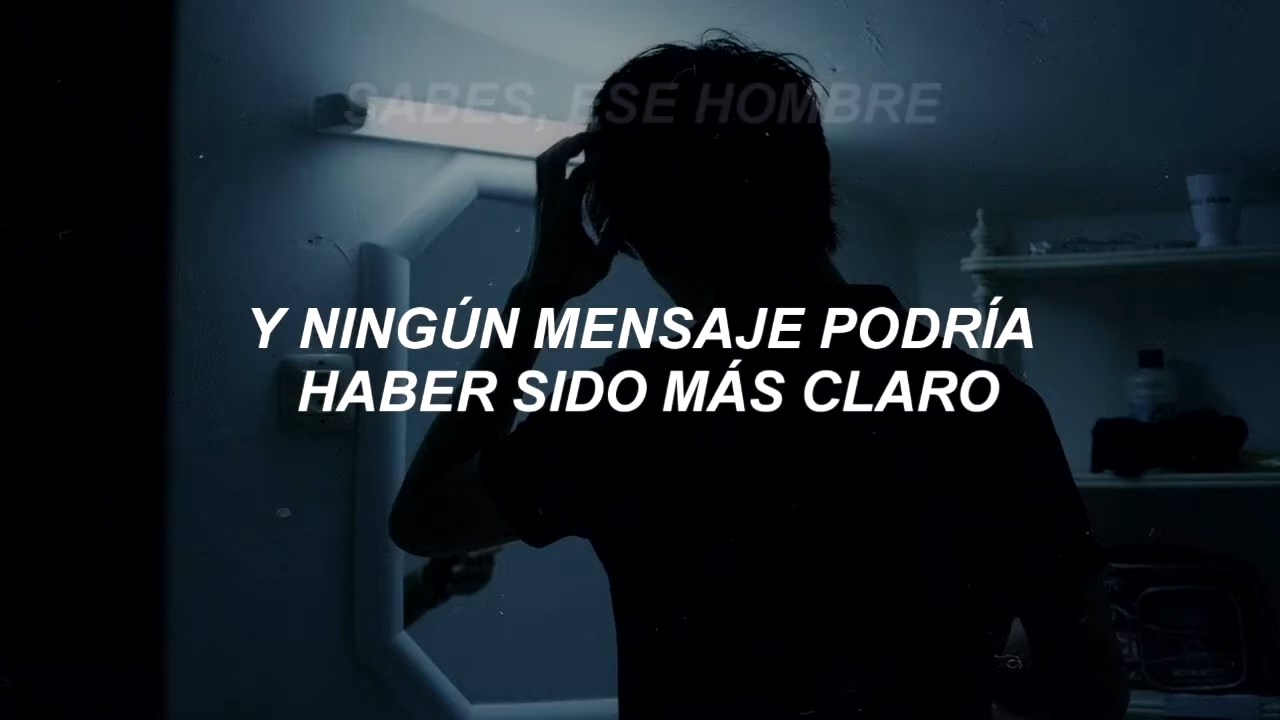 SABES, ESE HOMBRE
Y NINGÚN MENSAJE PODRÍA
HABER SIDO MÁS CLARO